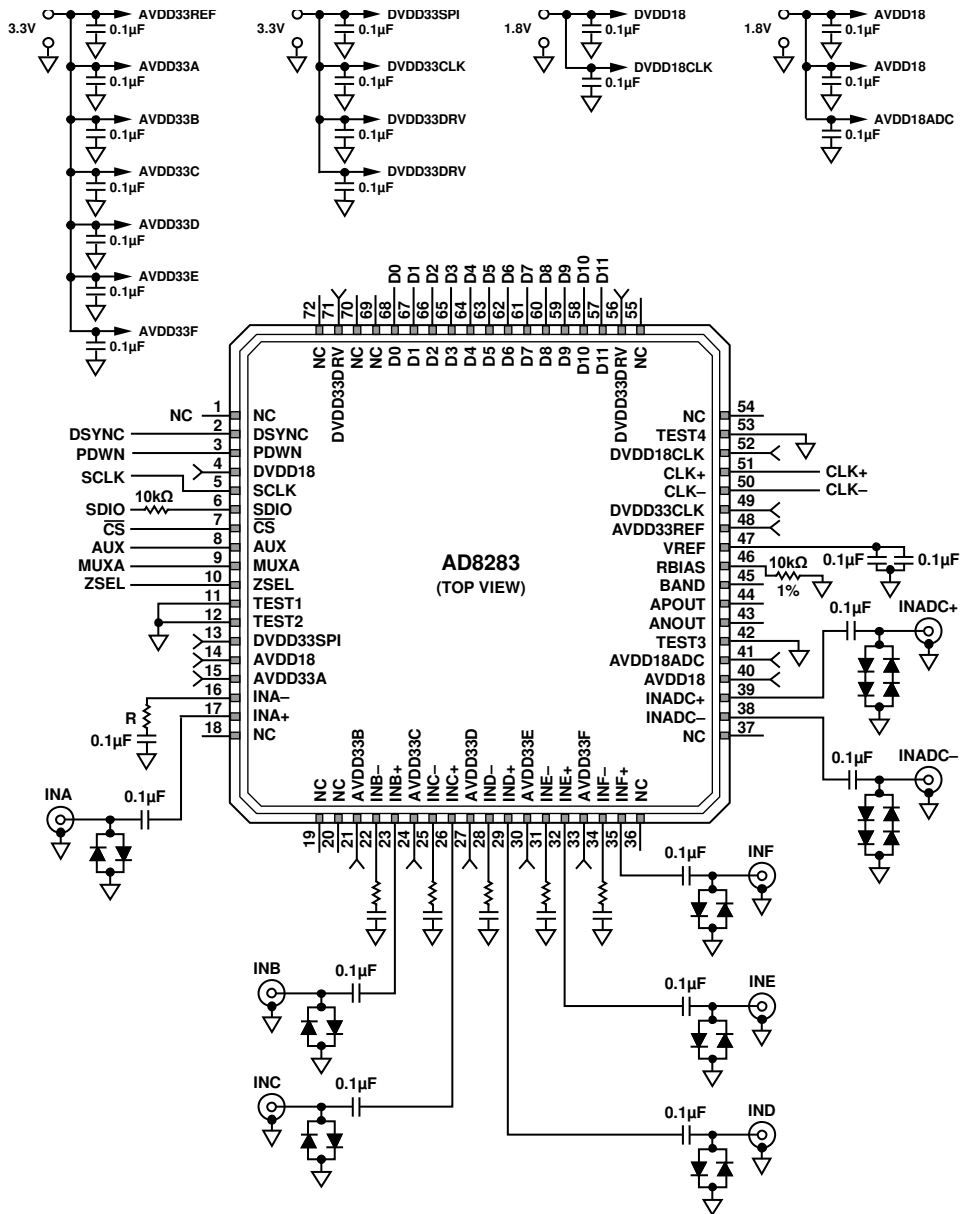 3.3V
AVDD33REF
0.1µF
AVDD33A
0.1µF
AVDD33B
0.1µF
AVDD33C
0.1µF
AVDD33D
0.1µF
AVDD33E
0.1µF
AVDD33F
0.1µF
3.3V
DVDD33SPI
0.1µF
DVDD33CLK
0.1µF
DVDD33DRV
0.1µF
DVDD33DRV
0.1µF
1.8V
DVDD18
0.1µF
DVDD18CLK
0.1µF
1.8V
AVDD18
0.1µF
AVDD18
0.1µF
AVDD18ADC
0.1µF
D0 D1 D2 D3 D4 D5 D6 D7 D8 D9 D10 D11
72 71 70 69 68 67 66 65 64 63 62 61 60 59 58 57 56 55
NC DVDD33DRV NC NC D0 D1 D2 D3 D4 D5 D6 D7 D8 D9 D10 D11 DVDD33DRV NC
NC 1 NC
DSYNC 2 DSYNC
PDWN 3 PDWN
4 DVDD18
SCLK 5 SCLK
SDIO 10kΩ 6 SDIO
CS 7 CS
AUX 8 AUX
MUXA 9 MUXA
ZSEL 10 ZSEL
11 TEST1
12 TEST2
13 DVDD33SPI
14 AVDD18
15 AVDD33A
16 INA–
17 INA+
18 NC
R
0.1µF
INA
0.1µF
AD8283
(TOP VIEW)
NC 54
TEST4 53
DVDD18CLK 52
CLK+ 51 CLK+
CLK– 50 CLK–
DVDD33CLK 49
AVDD33REF 48
VREF 47
0.1µF 0.1µF
RBIAS 46 10kΩ
1%
BAND 45
APOUT 44
ANOUT 43
TEST3 42
AVDD18ADC 41
AVDD18 40
INADC+ 39
INADC– 38
NC 37
0.1µF INADC+
0.1µF INADC–
NC NC AVDD33B INB– INB+ AVDD33C INC– INC+ AVDD33D IND– IND+ AVDD33E INE– INE+ AVDD33F INF– INF+ NC
19 20 21 22 23 24 25 26 27 28 29 30 31 32 33 34 35 36
0.1µF INF
INB 0.1µF
0.1µF INE
INC 0.1µF
0.1µF IND